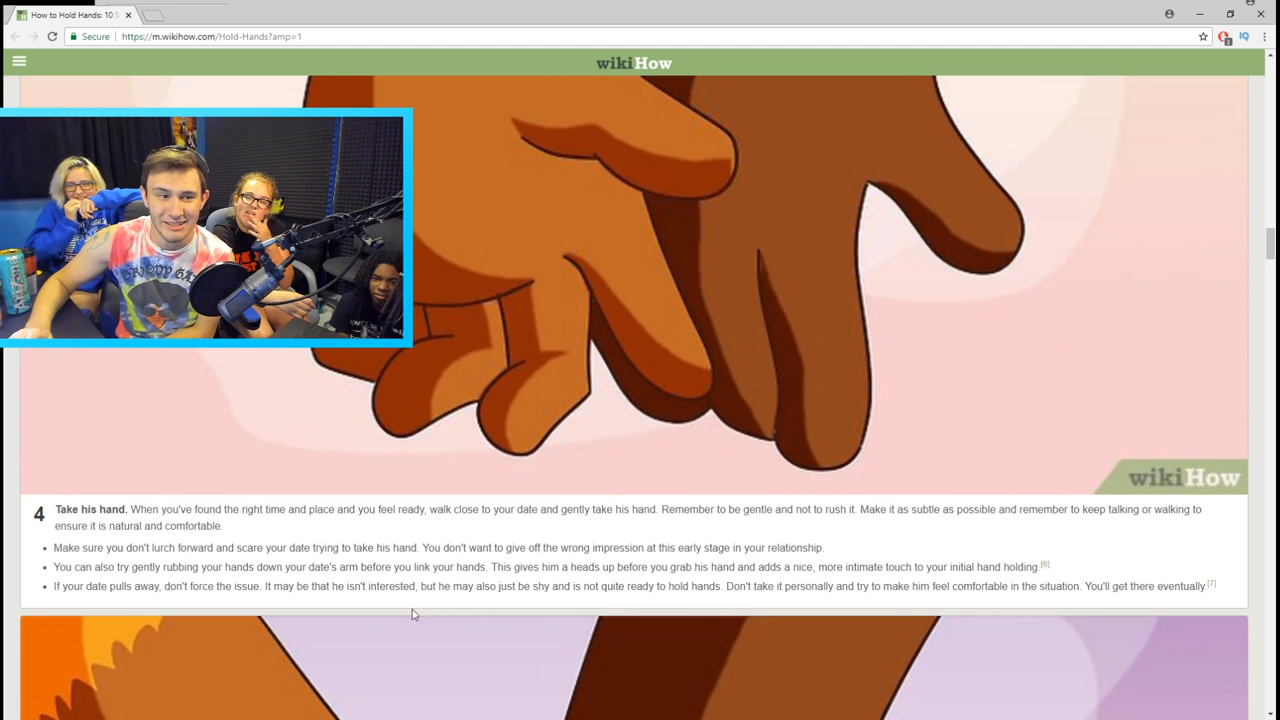 How to Hold Hands: 10 S
Secure
https://m.wikihow.com/Hold-Hands?amp=1
wikiHow
wikiHow
4 Take his hand. When you've found the right time and place and you feel ready, walk close to your date and gently take his hand. Remember to be gentle and not to rush it. Make it as subtle as possible and remember to keep talking or walking to
ensure it is natural and comfortable.
• Make sure you don't lurch forward and scare your date trying to take his hand. You don't want to give off the wrong impression at this early stage in your relationship.
• You can also try gently rubbing your hands down your date's arm before you link your hands. This gives him a heads up before you grab his hand and adds a nice, more intimate touch to your initial hand holding.[6]
• If your date pulls away, don't force the issue. It may be that he isn't interested, but he may also just be shy and is not quite ready to hold hands. Don't take it personally and try to make him feel comfortable in the situation. You'll get there eventually.[7]